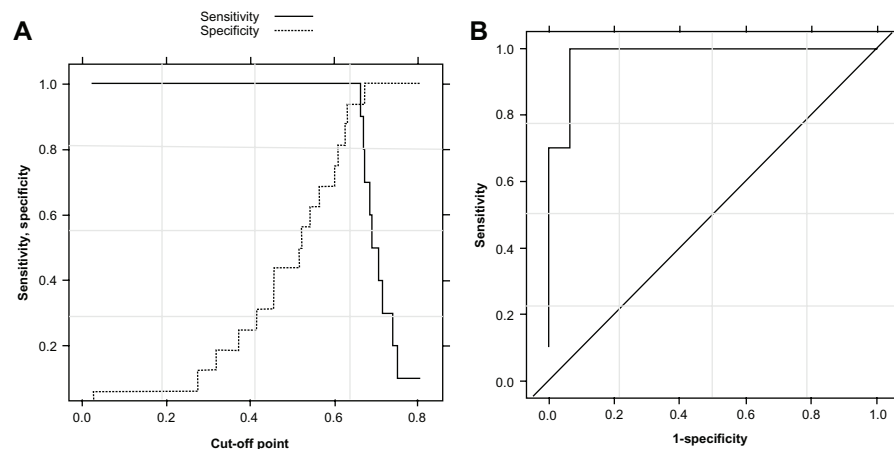 Sensitivity
Specificity
A
1.0
0.8
0.6
0.4
0.2
Sensitivity, specificity
0.0 0.2 0.4 0.6 0.8
Cut-off point
B
1.0
0.8
0.6
0.4
0.2
0.0
Sensitivity
0.0 0.2 0.4 0.6 0.8 1.0
1-specificity